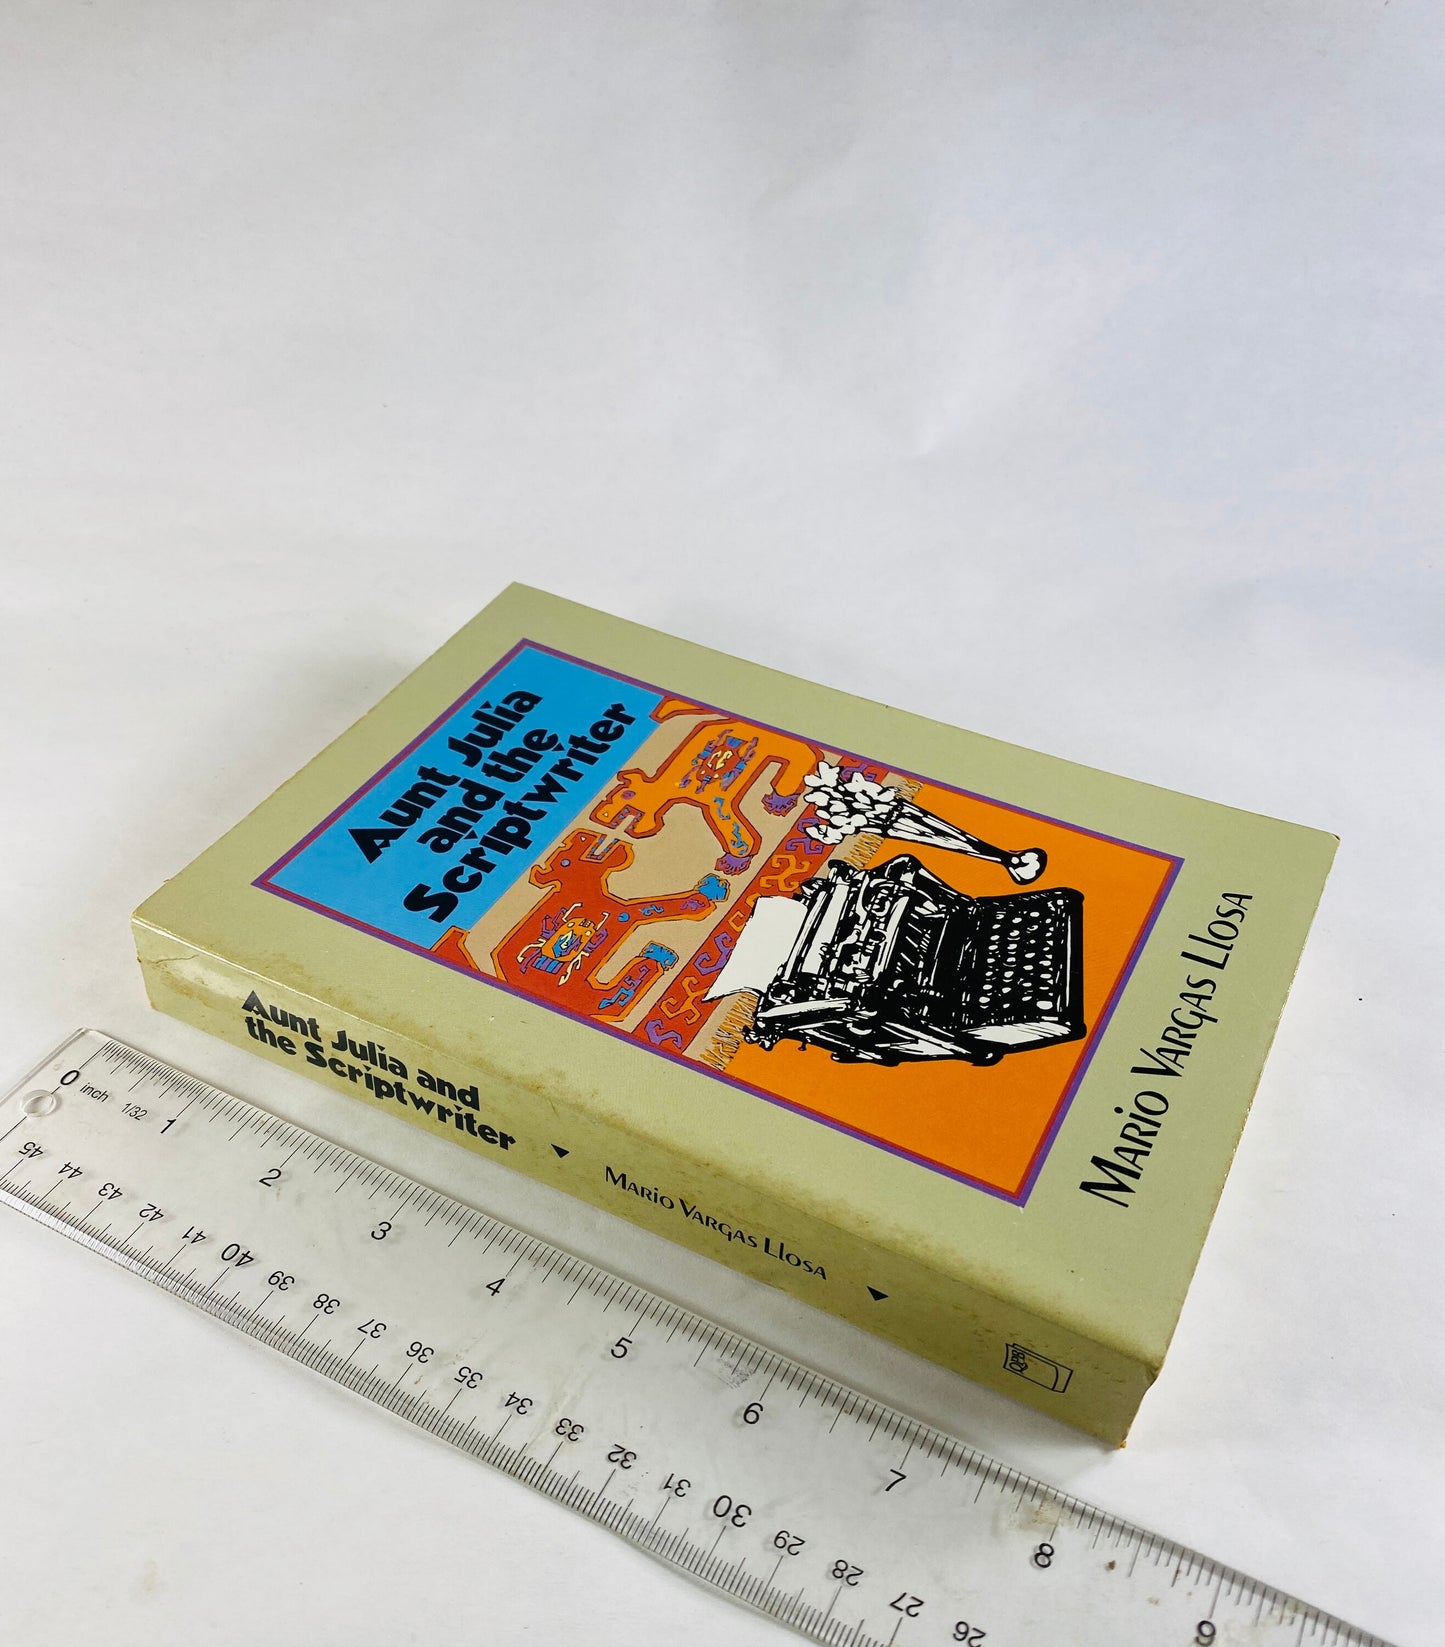 Aunt Julia
and the
Scriptwriter
MARIO VARGAS LLOSA
Aunt Julia and
the Scriptwriter
MARIO VARGAS LLOSA
QPB
0 inch 1/32 1 2 3 4 5 6 7 8 9
45 44 43 42 41 40 39 38 37 36 35 34 33 32 31 30 29 28 27 26